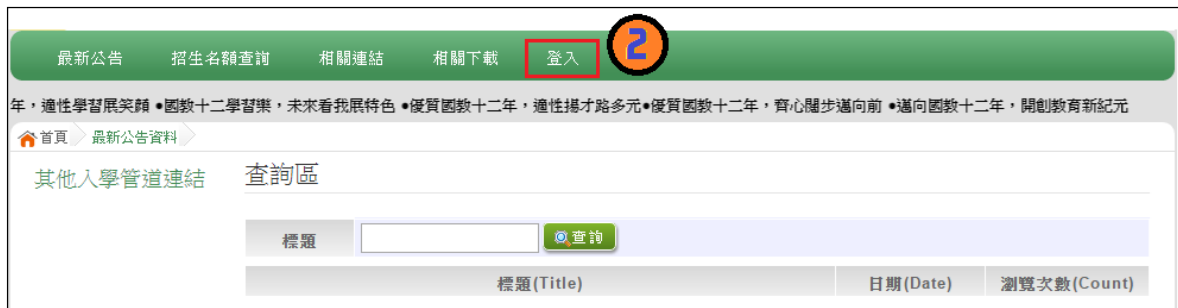 最新公告 招生名額查詢 相關連結 相關下載 登入 2
年，適性學習展笑顏 ●國教十二學習樂，未來看我展特色 ●優質國教十二年，適性揚才路多元●優質國教十二年，齊心闊步邁向前 ●邁向國教十二年，開創教育新紀元
首頁 最新公告資料
其他入學管道連結
查詢區
標題 查詢
標題(Title) 日期(Date) 瀏覽次數(Count)